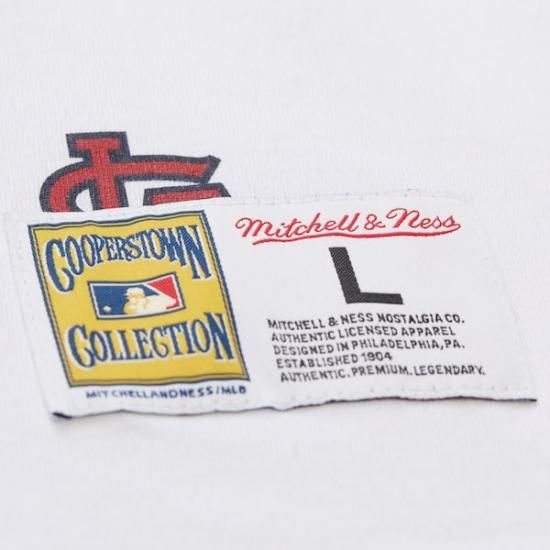 COOPERSTOWN
COLLECTION
MITCHELLANDNESS/MLB
Mitchell & Ness
L
MITCHELL & NESS NOSTALGIA CO.
AUTHENTIC LICENSED APPAREL
DESIGNED IN PHILADELPHIA, PA.
ESTABLISHED 1904
AUTHENTIC. PREMIUM. LEGENDARY.